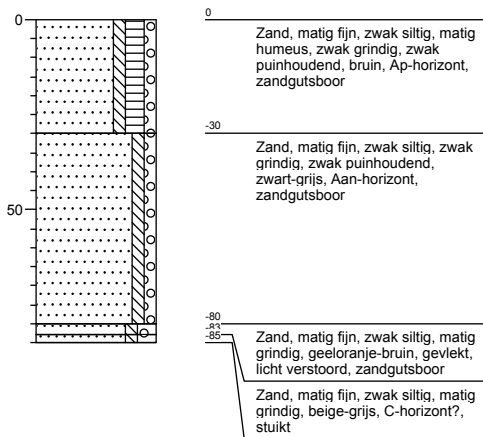 0
0
Zand, matig fijn, zwak siltig, matig
humeus, zwak grindig, zwak
puinhoudend, bruin, Ap-horizont,
zandgutsboor
-30
Zand, matig fijn, zwak siltig, zwak
grindig, zwak puinhoudend,
zwart-grijs, Aan-horizont,
zandgutsboor
50
-80
-83
-85
Zand, matig fijn, zwak siltig, matig
grindig, geeloranje-bruin, gevlekt,
licht verstoord, zandgutsboor
Zand, matig fijn, zwak siltig, matig
grindig, beige-grijs, C-horizont?,
stuikt